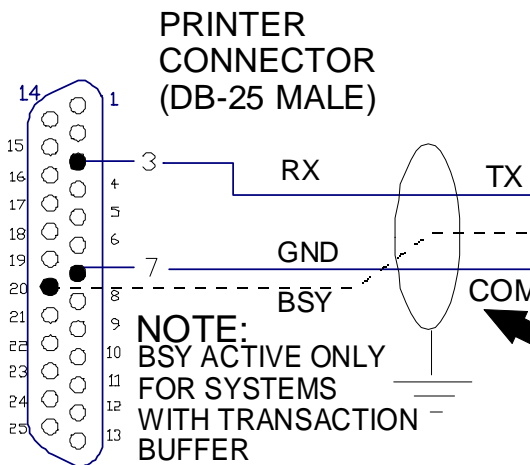 PRINTER
CONNECTOR
(DB-25 MALE)
14
1
15
3
16
4
17
5
18
6
19
7
20
8
21
9
22
10
23
11
24
12
25
13
RX
TX
GND
BSY
COM
NOTE:
BSY ACTIVE ONLY
FOR SYSTEMS
WITH TRANSACTION
BUFFER